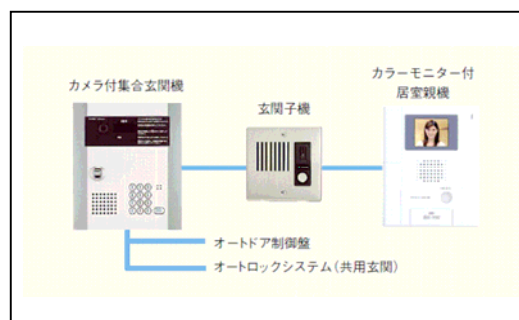 カメラ付集合玄関機
玄関子機
カラーモニター付
居室親機
オートドア制御盤
オートロックシステム(共用玄関)